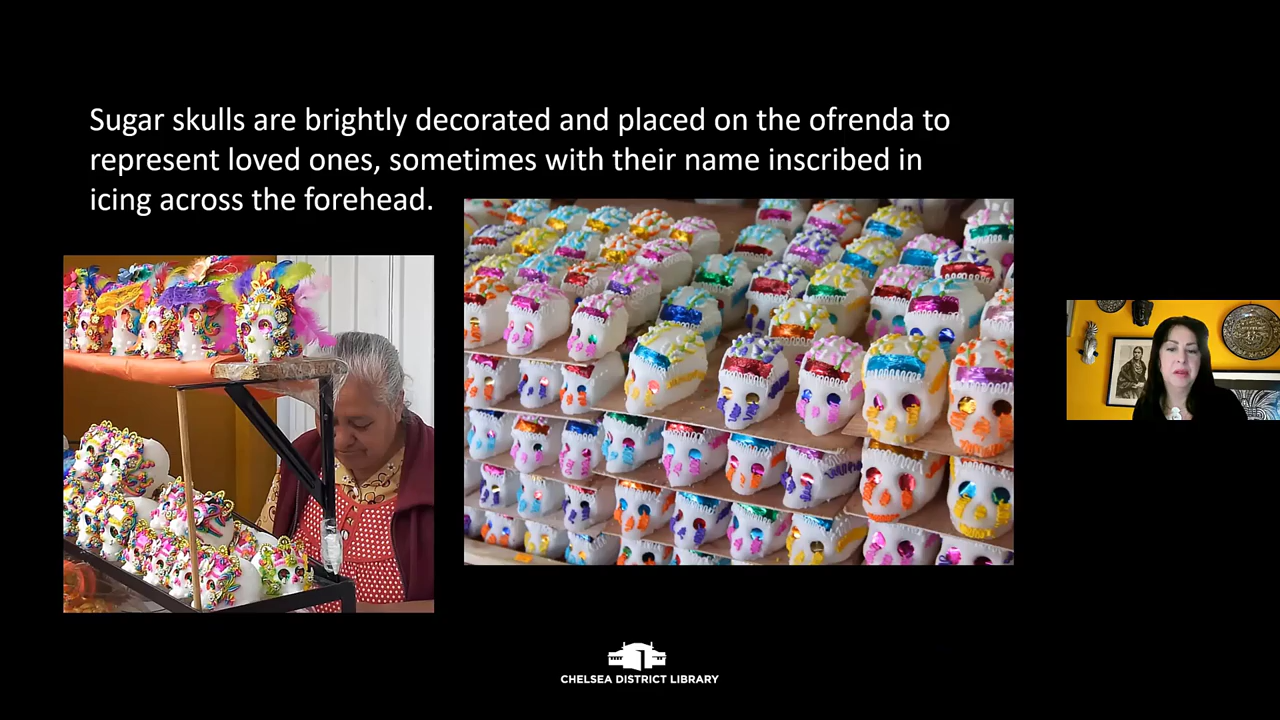 Sugar skulls are brightly decorated and placed on the ofrenda to
represent loved ones, sometimes with their name inscribed in
icing across the forehead.
CHELSEA DISTRICT LIBRARY